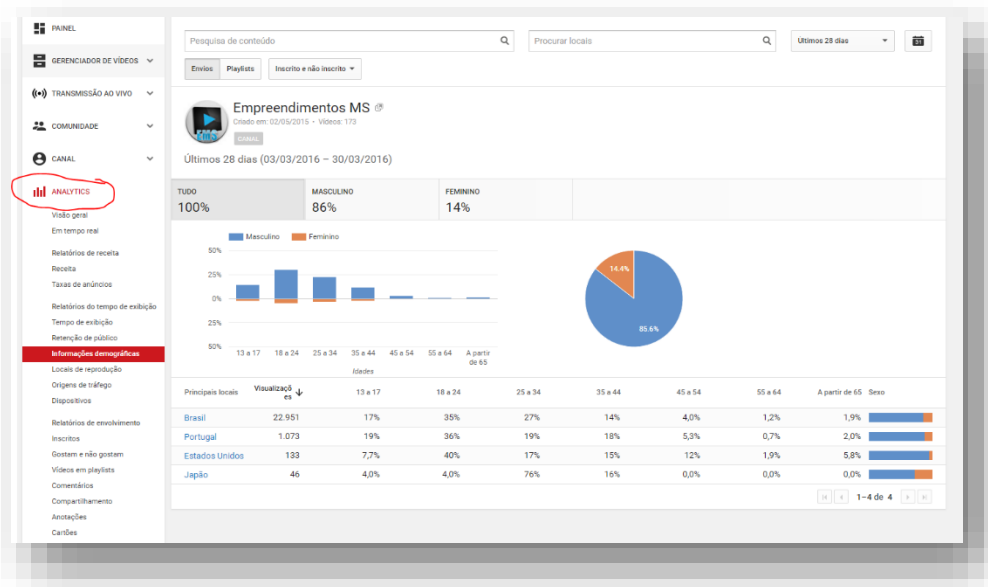 PAINEL
GERENCIADOR DE VÍDEOS
TRANSMISSÃO AO VIVO
COMUNIDADE
CANAL
ANALYTICS
Visão geral
Em tempo real
Relatórios de receita
Receita
Taxas de anúncios
Relatórios do tempo de exibição
Tempo de exibição
Retenção de público
Informações demográficas
Locais de reprodução
Origens de tráfego
Dispositivos
Relatórios de envolvimento
Inscritos
Gostam e não gostam
Vídeos em playlists
Comentários
Compartilhamento
Anotações
Cartões
Pesquisa de conteúdo
Procurar locais
Últimos 28 dias
31
Envios Playlists Inscrito e não inscrito
EMS
Empreendimentos MS
Criado em: 02/05/2015 • Vídeos: 173
CANAL
Últimos 28 dias (03/03/2016 – 30/03/2016)
TUDO MASCULINO FEMININO
100% 86% 14%
Masculino Feminino
50%
25%
0%
25%
50%
13 a 17 18 a 24 25 a 34 35 a 44 45 a 54 55 a 64 A partir
de 65
Idades
14.4%
85.6%
Principais locais Visualizaçõ
es 13 a 17 18 a 24 25 a 34 35 a 44 45 a 54 55 a 64 A partir de 65 Sexo
Brasil 22.951 17% 35% 27% 14% 4,0% 1,2% 1,9%
Portugal 1.073 19% 36% 19% 18% 5,3% 0,7% 2,0%
Estados Unidos 133 7,7% 40% 17% 15% 12% 1,9% 5,8%
Japão 46 4,0% 4,0% 76% 16% 0,0% 0,0% 0,0%
1–4 de 4